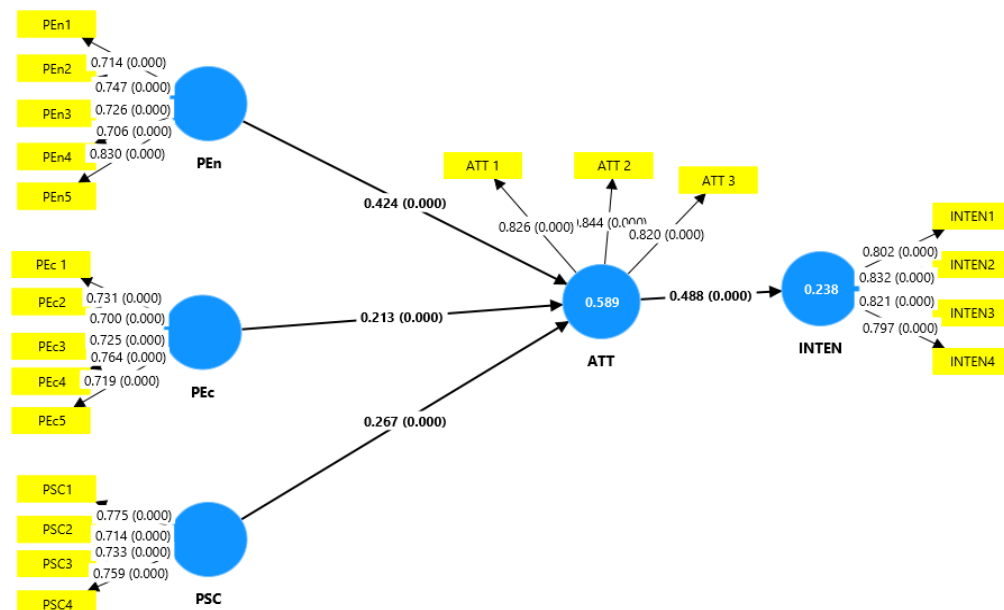 PEn1
0.714 (0.000)
PEn2
0.747 (0.000)
PEn3
0.726 (0.000)
0.706 (0.000)
PEn4
0.830 (0.000)
PEn5
PEn
0.424 (0.000)
ATT 1
ATT 2
ATT 3
0.826 (0.000)
0.844 (0.000)
0.820 (0.000)
PEc 1
0.731 (0.000)
PEc2
0.700 (0.000)
0.725 (0.000)
PEc3
0.764 (0.000)
PEc4
0.719 (0.000)
PEc5
PEc
0.213 (0.000)
0.589
ATT
0.488 (0.000)
0.238
INTEN
INTEN1
0.802 (0.000)
INTEN2
0.832 (0.000)
0.821 (0.000)
INTEN3
0.797 (0.000)
INTEN4
0.267 (0.000)
PSC1
0.775 (0.000)
PSC2
0.714 (0.000)
0.733 (0.000)
PSC3
0.759 (0.000)
PSC4
PSC